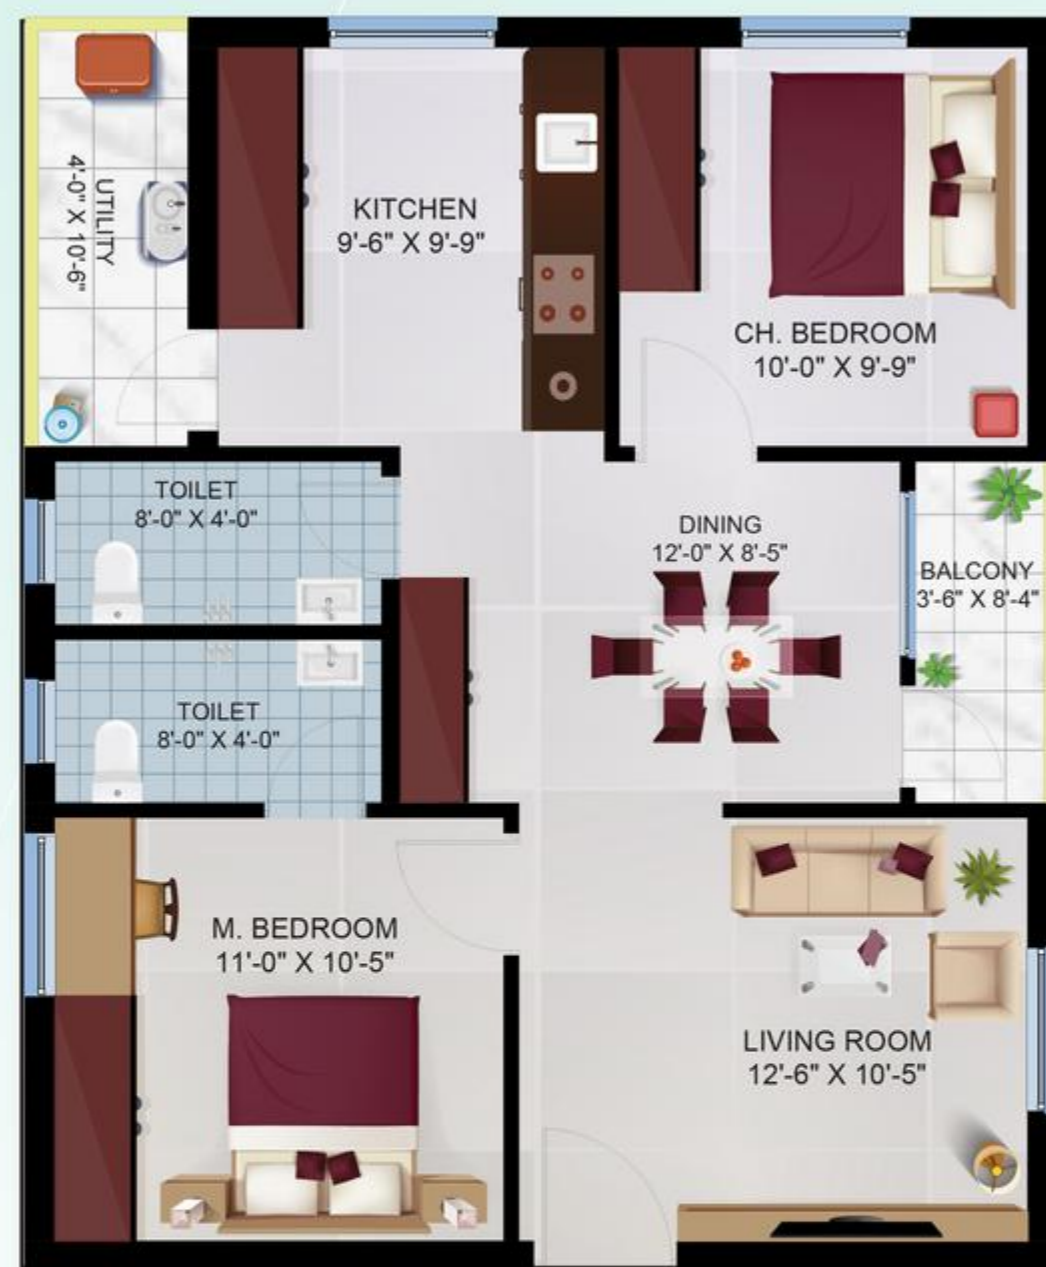 UTILITY
4'-0" X 10'-6"
KITCHEN
9'-6" X 9'-9"
CH. BEDROOM
10'-0" X 9'-9"
TOILET
8'-0" X 4'-0"
DINING
12'-0" X 8'-5"
BALCONY
3'-6" X 8'-4"
TOILET
8'-0" X 4'-0"
M. BEDROOM
11'-0" X 10'-5"
LIVING ROOM
12'-6" X 10'-5"